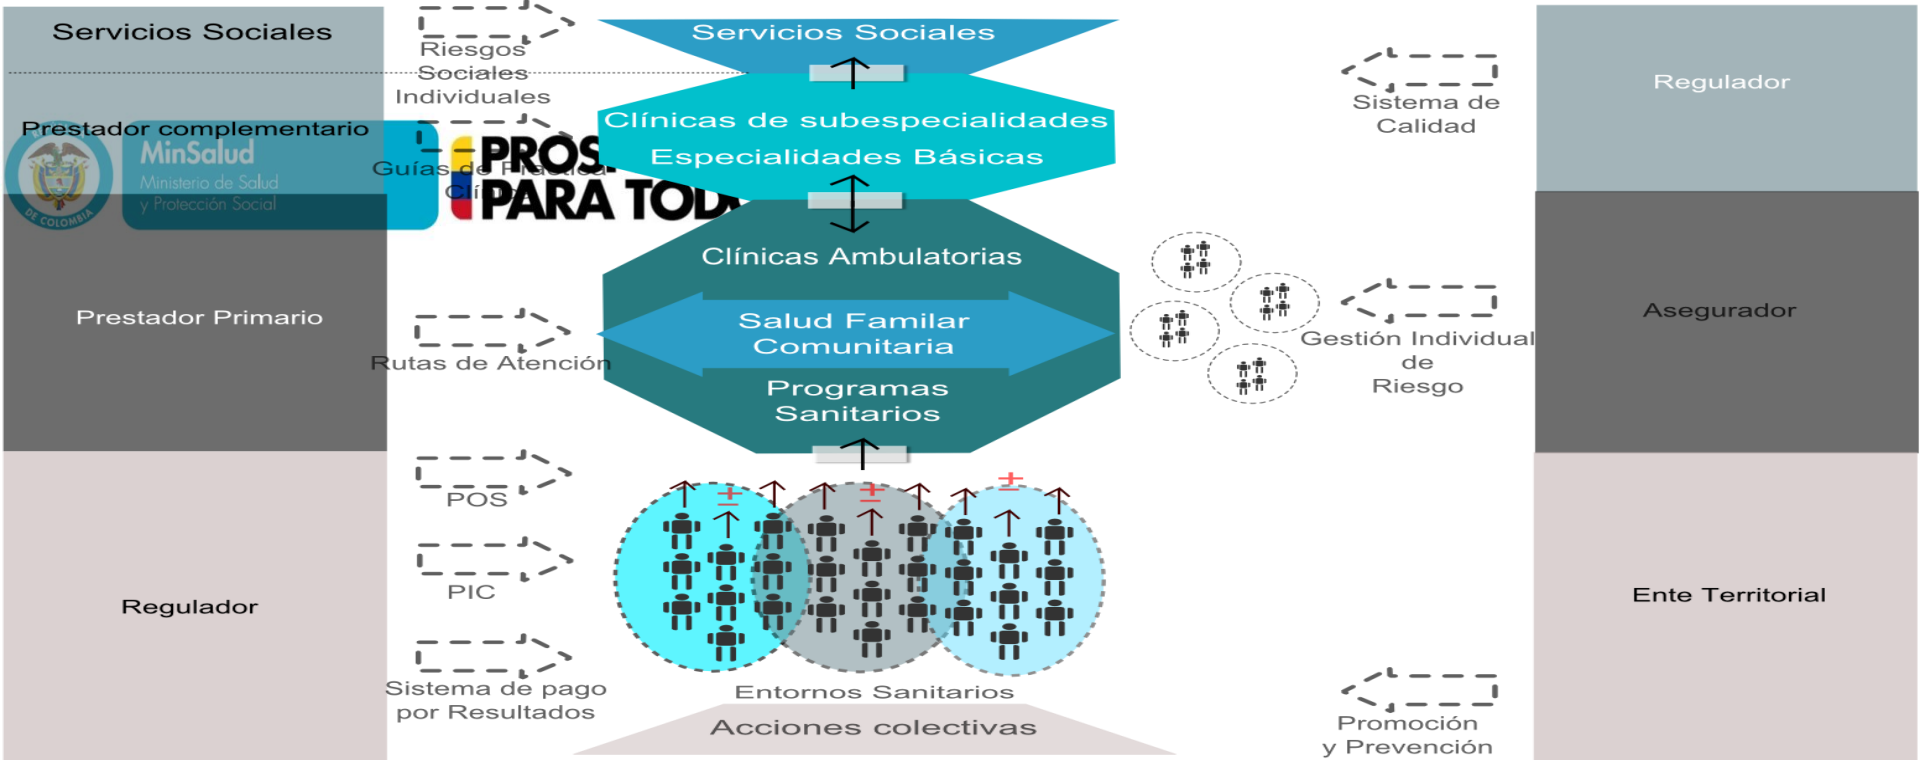 Servicios Sociales
Prestador complementario
MinSalud
Ministerio de Salud
y Protección Social
DE COLOMBIA
Prestador Primario
Regulador
Riesgos
Sociales
Individuales
Guías de Práctica
PARA
Rutas de Atención
POS
PIC
Sistema de pago
por Resultados
Servicios Sociales
Clínicas de subespecialidades
Especialidades Básicas
Clínicas Ambulatorias
Salud Familar
Comunitaria
Programas
Sanitarios
±
±
±
Entornos Sanitarios
Acciones colectivas
Sistema de
Calidad
Gestión Individual
de
Riesgo
Promoción
y Prevención
Regulador
Asegurador
Ente Territorial